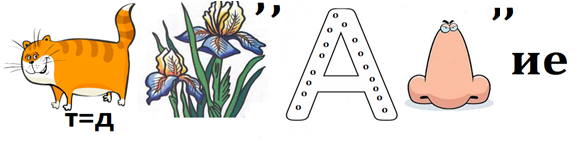 ,, А ,, ие
т=д